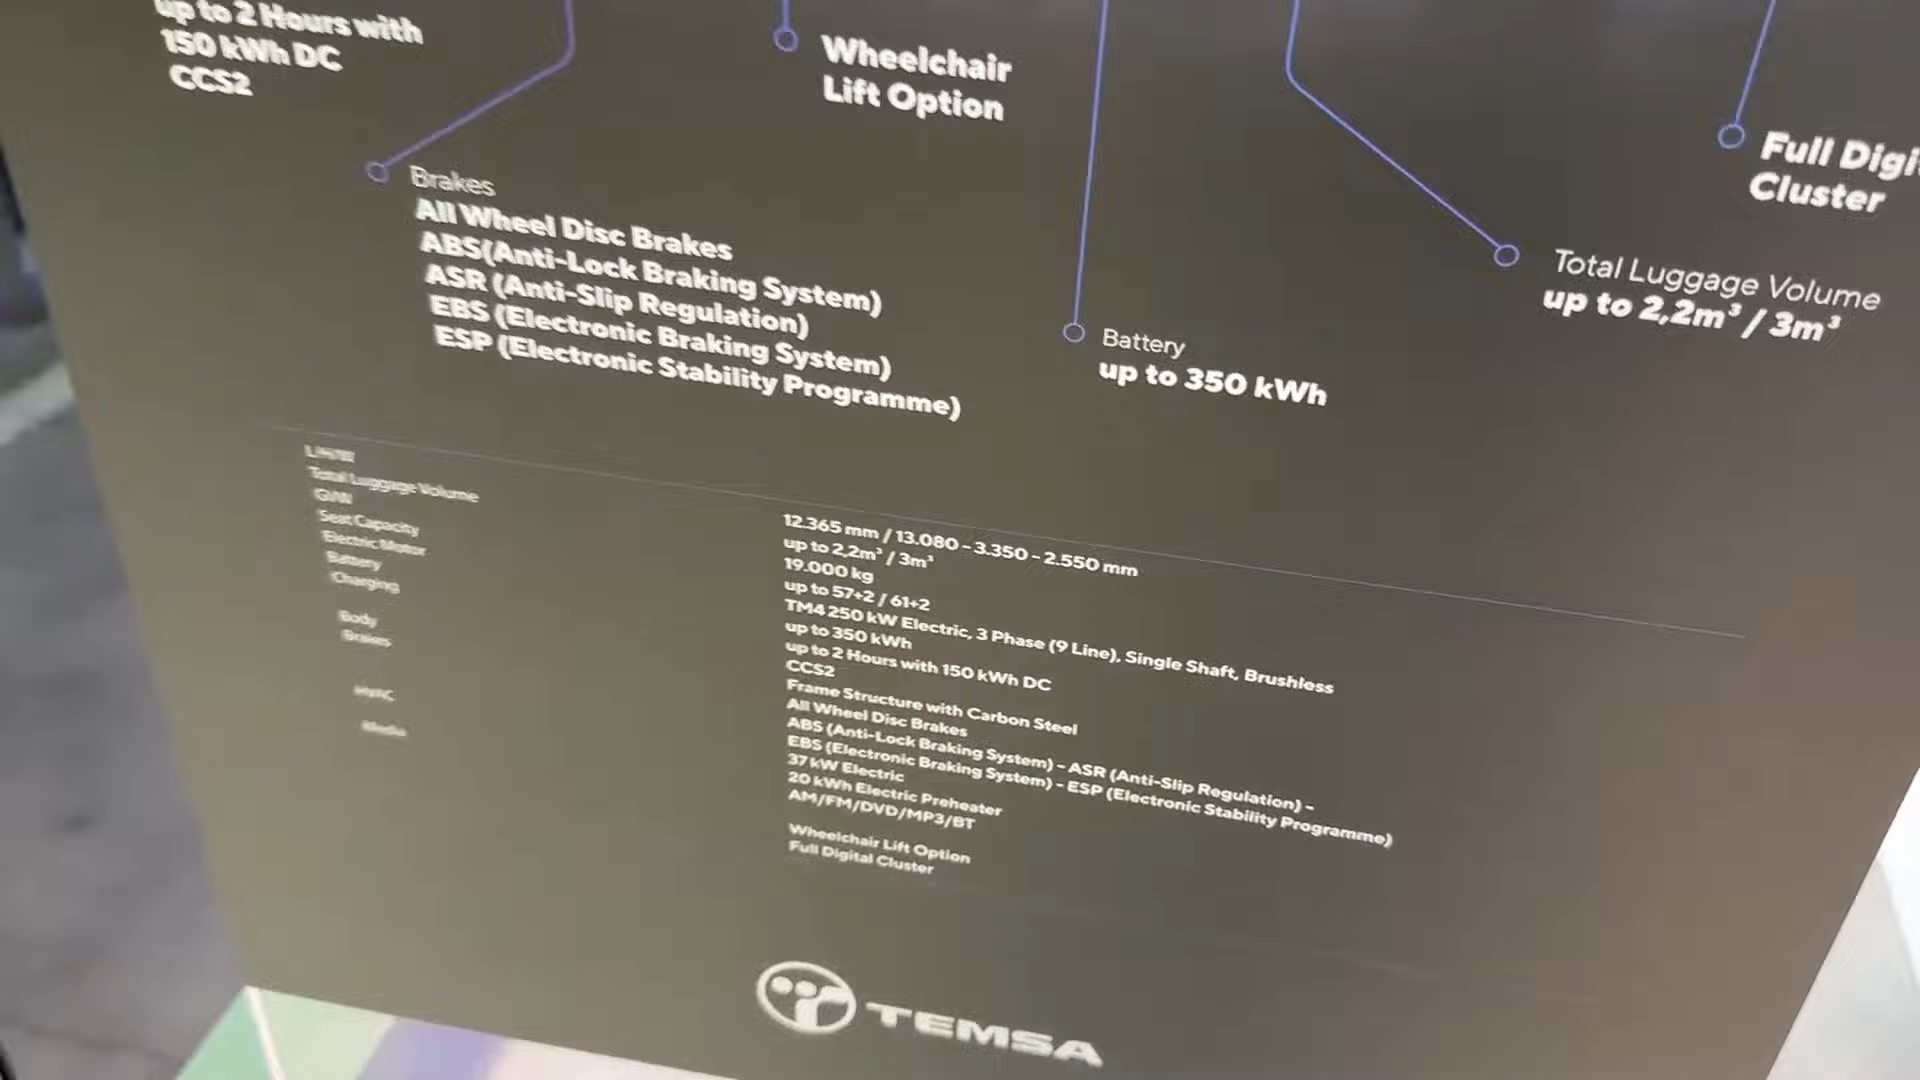 up to 2 Hours with
150 kWh DC
CCS2
Wheelchair
Lift Option
Full Digi
Cluster
Brakes
All Wheel Disc Brakes
ABS(Anti-Lock Braking System)
ASR (Anti-Slip Regulation)
EBS (Electronic Braking System)
ESP (Electronic Stability Programme)
Battery
up to 350 kWh
Total Luggage Volume
up to 2,2m³ / 3m³
L/H/W
Total Luggage Volume
GVW
Seat Capacity
Electric Motor
Battery
Charging
Body
Brakes
HVAC
Media
12.365 mm / 13.080 - 3.350 - 2.550 mm
up to 2,2m³ / 3m³
19.000 kg
up to 57+2 / 61+2
TM4 250 kW Electric, 3 Phase (9 Line), Single Shaft, Brushless
up to 350 kWh
up to 2 Hours with 150 kWh DC
CCS2
Frame Structure with Carbon Steel
All Wheel Disc Brakes
ABS (Anti-Lock Braking System) - ASR (Anti-Slip Regulation) -
EBS (Electronic Braking System) - ESP (Electronic Stability Programme)
37 kW Electric
20 kWh Electric Preheater
AM/FM/DVD/MP3/BT
Wheelchair Lift Option
Full Digital Cluster
TEMSA